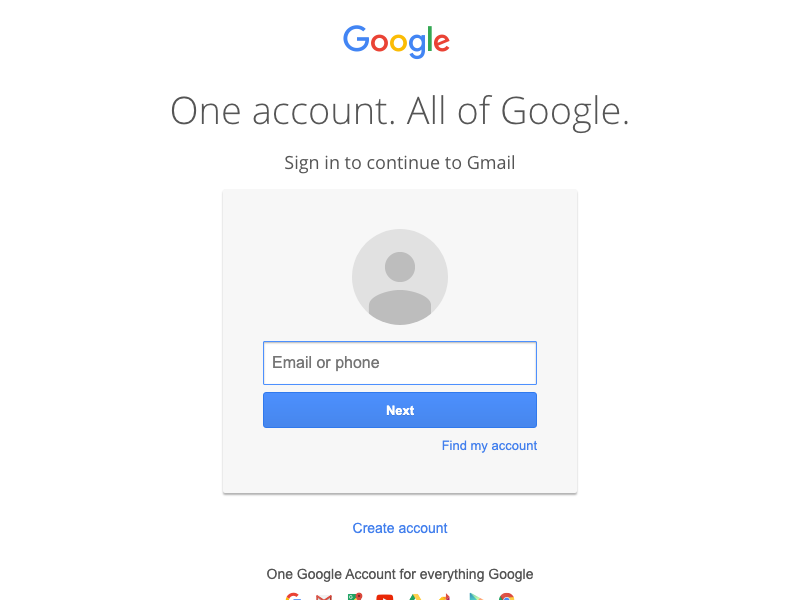 Google
One account. All of Google.
Sign in to continue to Gmail
Email or phone
Next
Find my account
Create account
One Google Account for everything Google